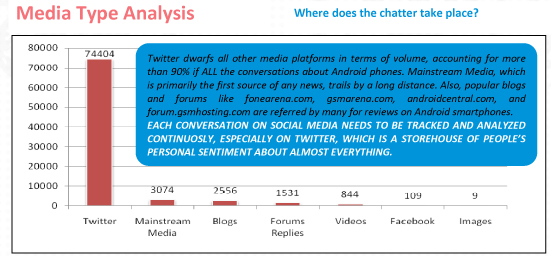 Media Type Analysis
Where does the chatter take place?
80000
70000
60000
50000
40000
30000
20000
10000
0
74404
3074
2556
1531
844
109
9
Twitter dwarfs all other media platforms in terms of volume, accounting for more
than 90% if ALL the conversations about Android phones. Mainstream Media, which
is primarily the first source of any news, trails by a long distance. Also, popular blogs
and forums like fonearena.com, gsmarena.com, androidcentral.com, and
forum.gsmhosting.com are referred by many for reviews on Android smartphones.
EACH CONVERSATION ON SOCIAL MEDIA NEEDS TO BE TRACKED AND ANALYZED
CONTINUOSLY, ESPECIALLY ON TWITTER, WHICH IS A STOREHOUSE OF PEOPLE'S
PERSONAL SENTIMENT ABOUT ALMOST EVERYTHING.
Twitter
Mainstream
Media
Blogs
Forums
Replies
Videos
Facebook
Images